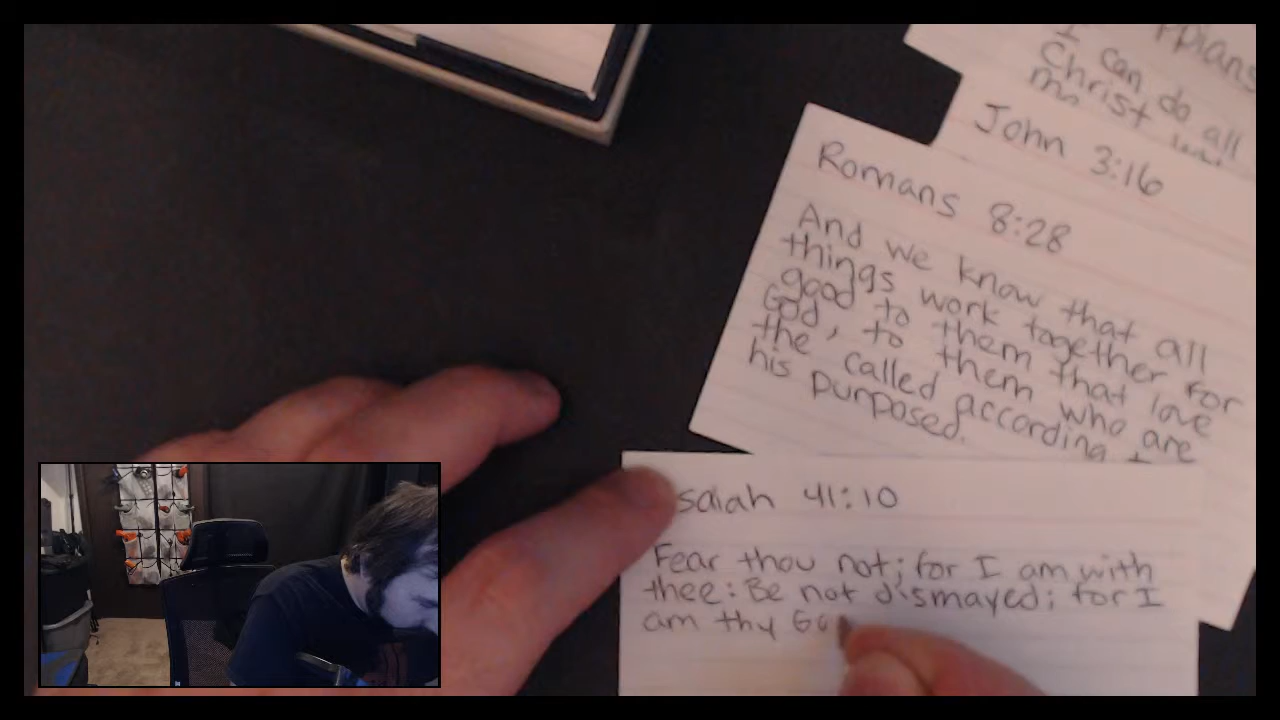 ppians
I can do all
Christ
John 3:16
Romans 8:28
And we know that all
things work together for
good to them that love
God, to them who are
the called according
his purposed.
saiah 41:10
Fear thou not; for I am with
thee: Be not dismayed; for I
am thy Go